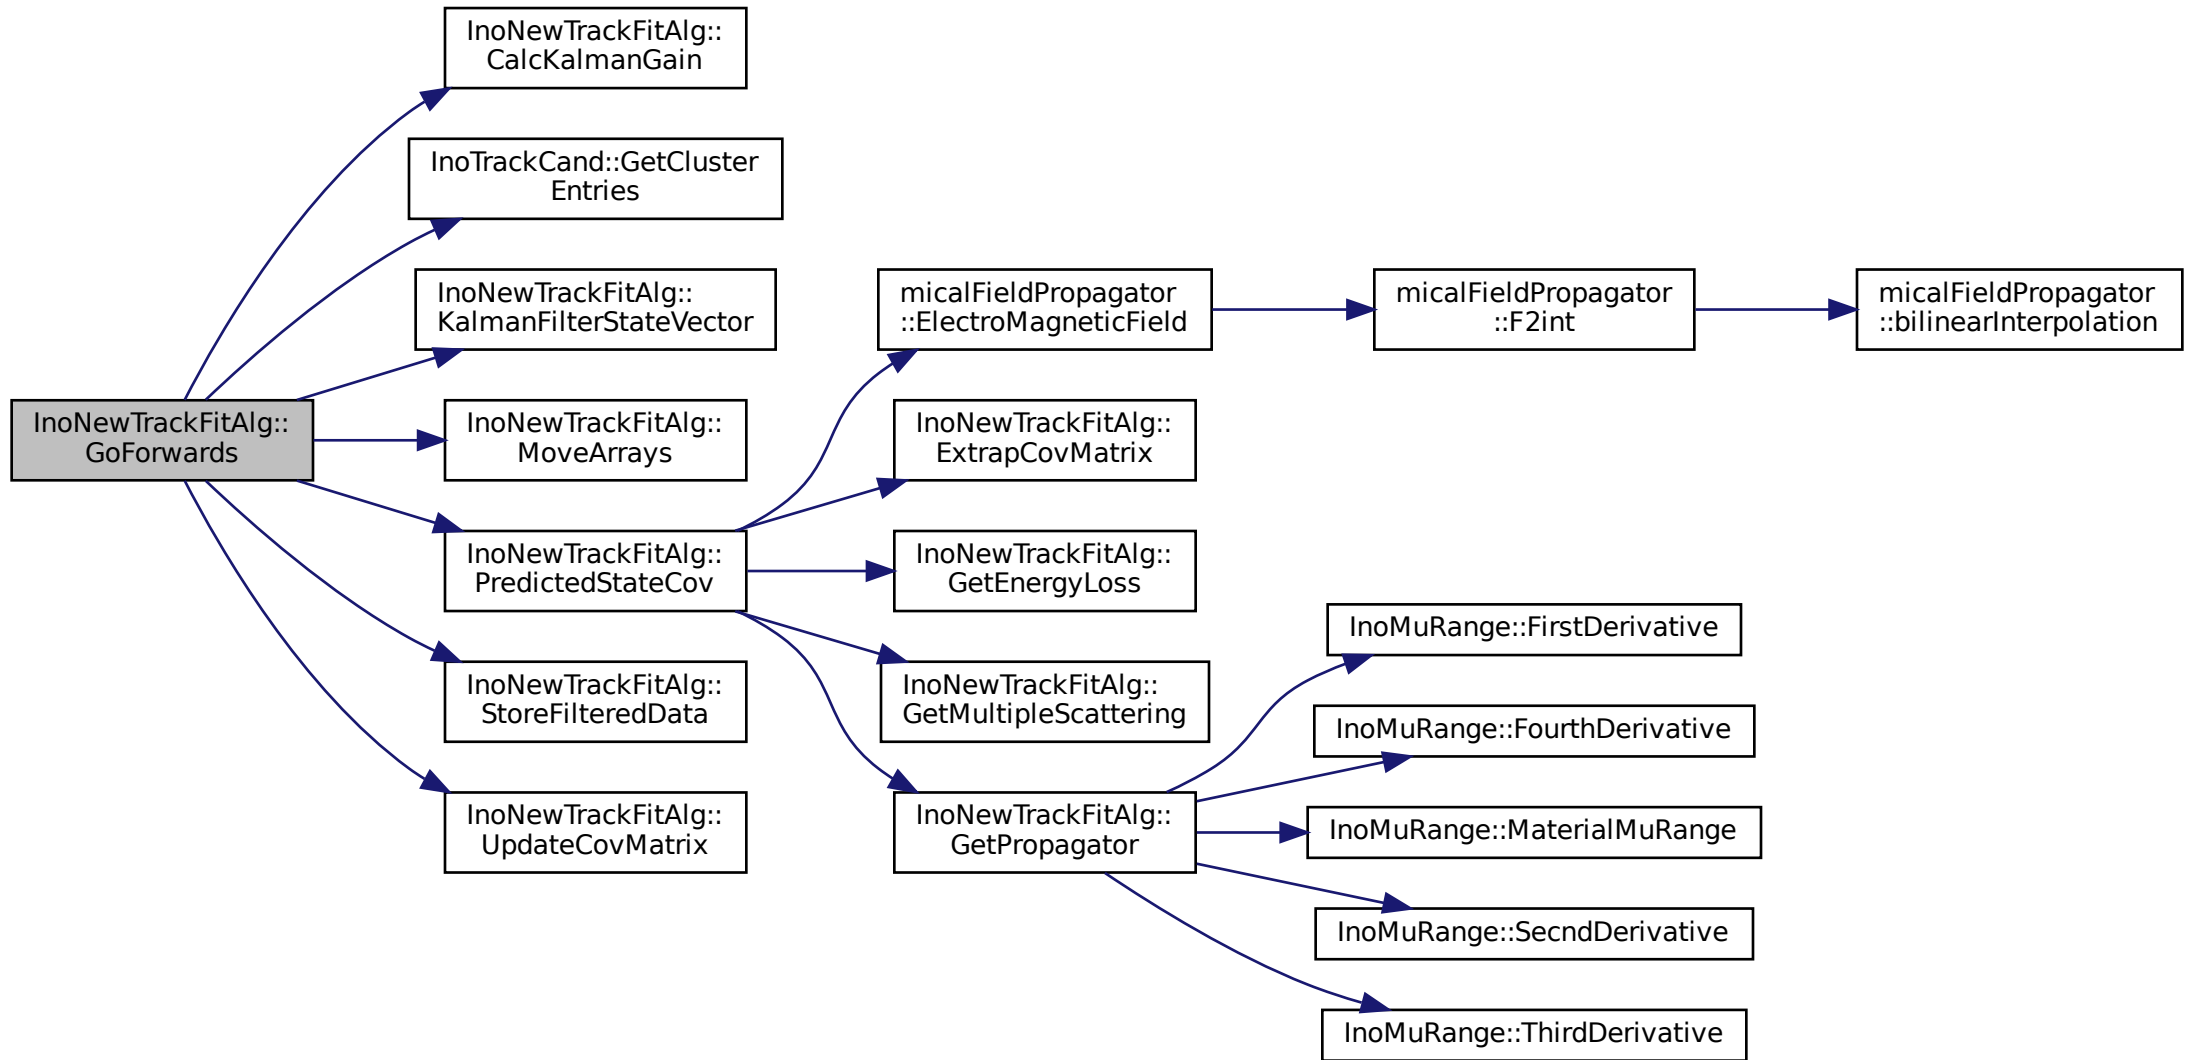 InoNewTrackFitAlg::
GoForwards
InoNewTrackFitAlg::
CalcKalmanGain
InoTrackCand::GetCluster
Entries
InoNewTrackFitAlg::
KalmanFilterStateVector
InoNewTrackFitAlg::
MoveArrays
InoNewTrackFitAlg::
PredictedStateCov
InoNewTrackFitAlg::
StoreFilteredData
InoNewTrackFitAlg::
UpdateCovMatrix
micalFieldPropagator
::ElectroMagneticField
InoNewTrackFitAlg::
ExtrapCovMatrix
InoNewTrackFitAlg::
GetEnergyLoss
InoNewTrackFitAlg::
GetMultipleScattering
InoNewTrackFitAlg::
GetPropagator
micalFieldPropagator
::F2int
micalFieldPropagator
::bilinearInterpolation
InoMuRange::FirstDerivative
InoMuRange::FourthDerivative
InoMuRange::MaterialMuRange
InoMuRange::SecndDerivative
InoMuRange::ThirdDerivative